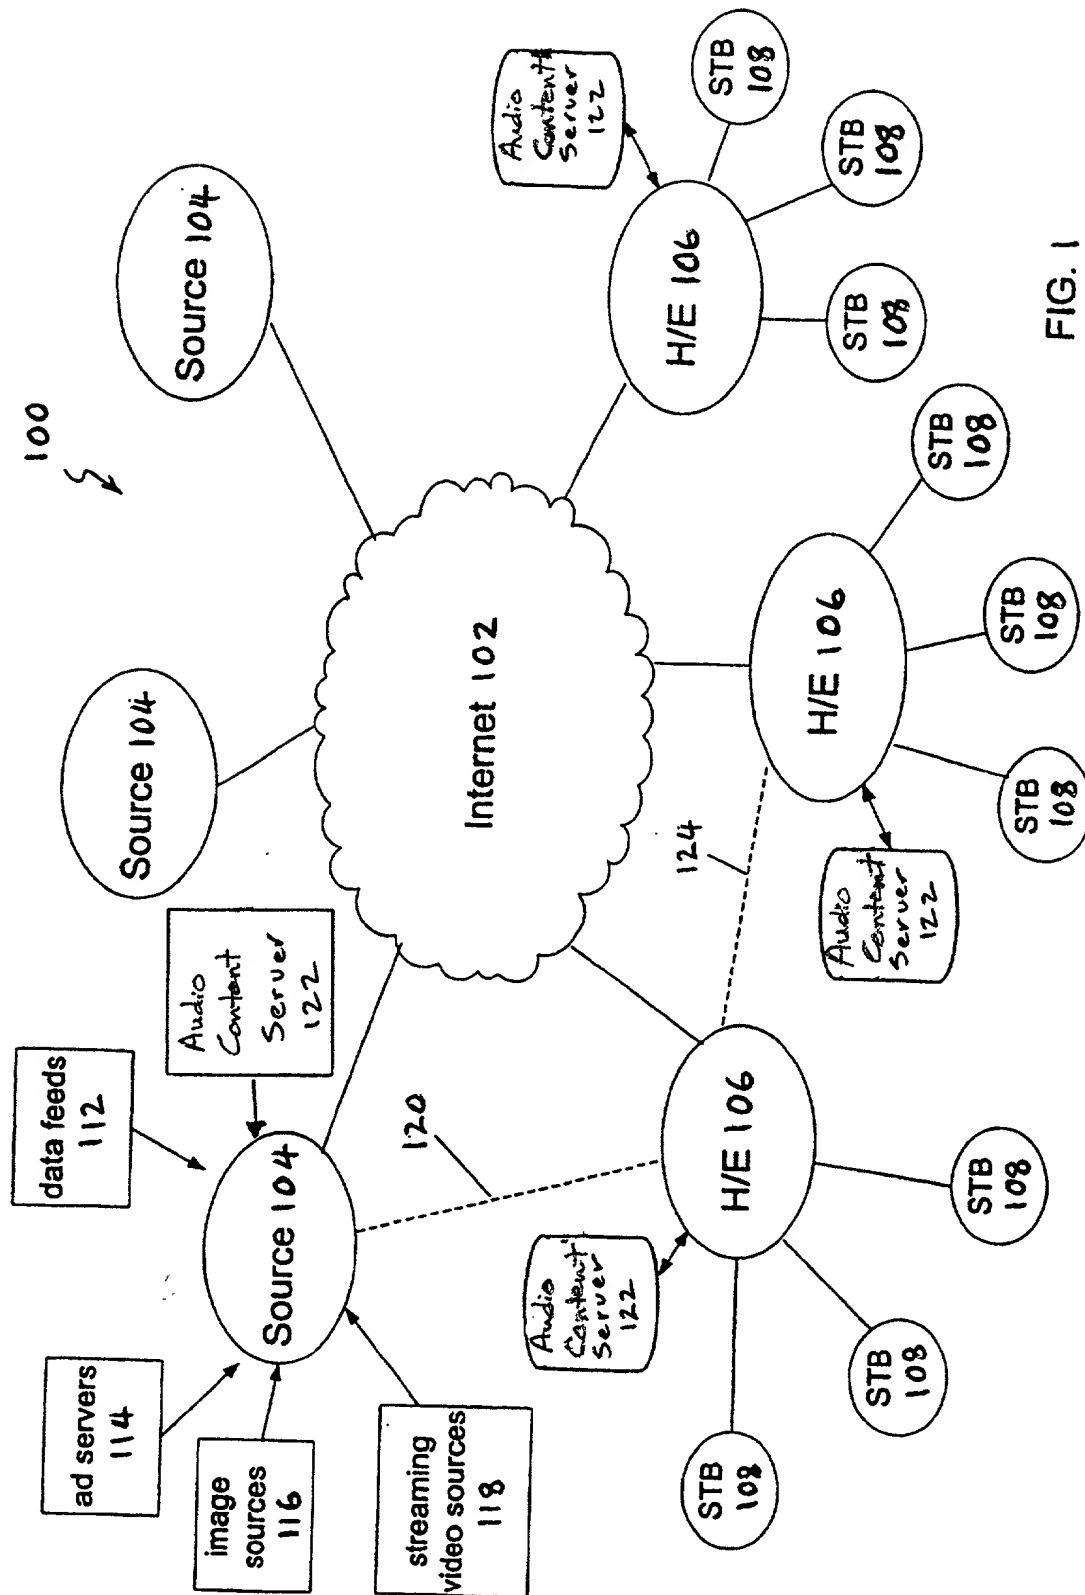 100
data feeds
112
ad servers
114
Source 104
Source 104
Audio
Content
Server
122
image
sources
116
Source 104
streaming
video sources
118
120
Internet 102
Audio
Content
Server
122
Audio
Content
Server
122
124
H/E 106
H/E 106
H/E 106
Audio
Content
Server
122
STB
108
STB
108
STB
108
STB
108
STB
108
STB
108
STB
108
STB
108
STB
108
FIG. 1